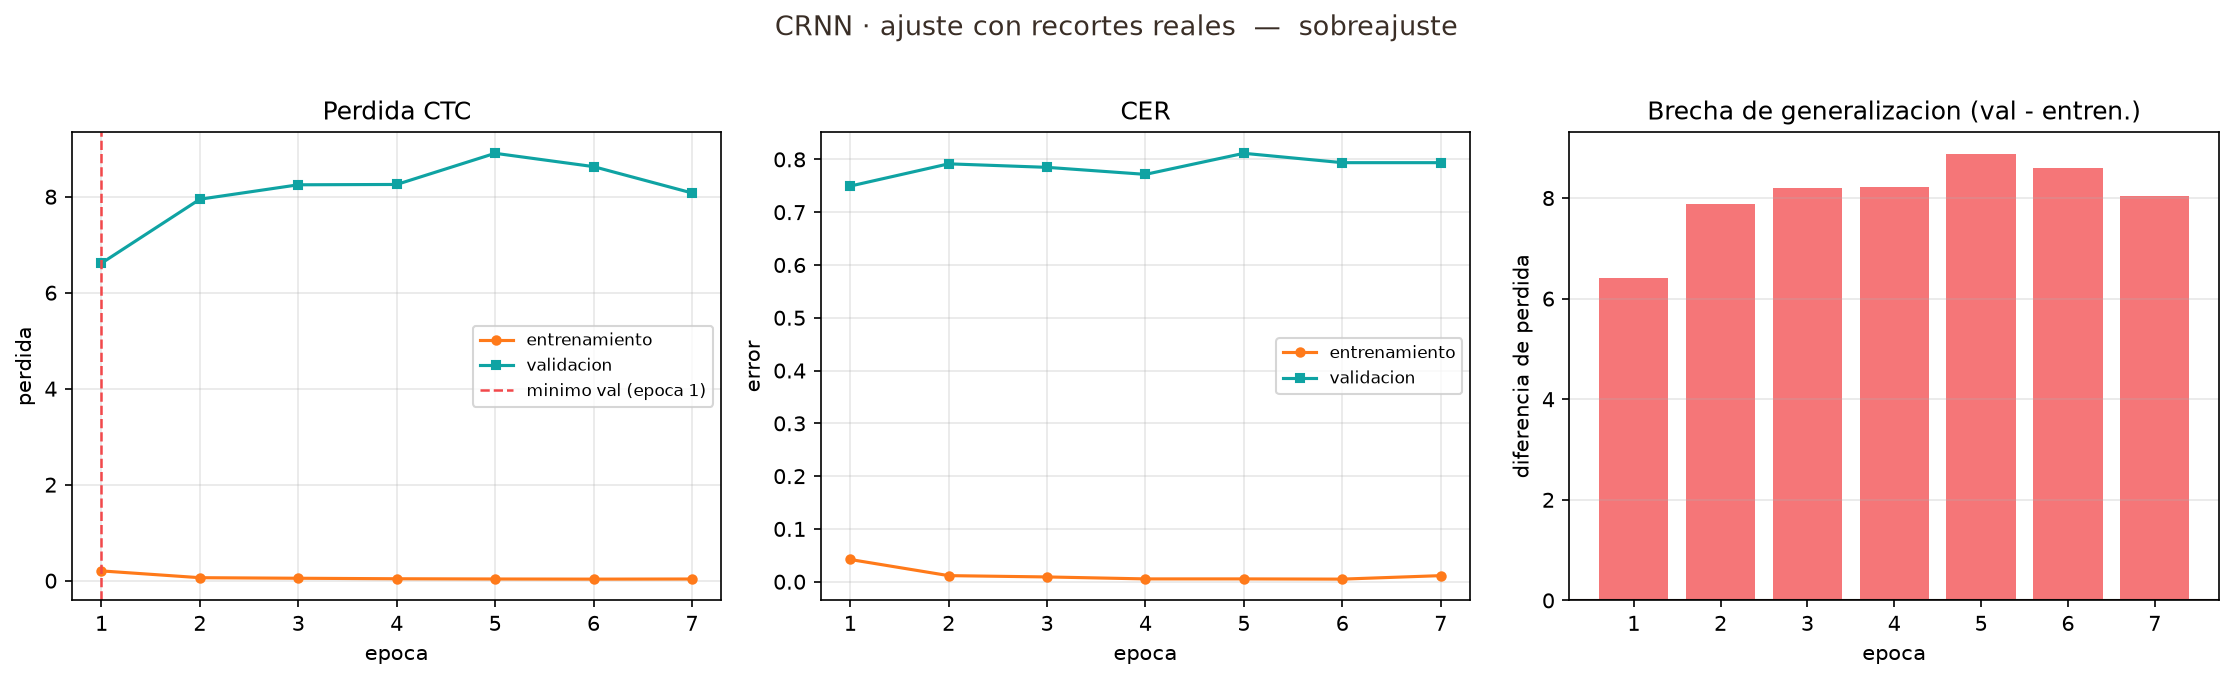 CRNN · ajuste con recortes reales — sobreajuste
Perdida CTC
perdida
8
6
4
2
0
entrenamiento
validacion
minimo val (epoca 1)
1 2 3 4 5 6 7
epoca
CER
error
0.8
0.7
0.6
0.5
0.4
0.3
0.2
0.1
0.0
entrenamiento
validacion
1 2 3 4 5 6 7
epoca
Brecha de generalizacion (val - entren.)
diferencia de perdida
8
6
4
2
0
1 2 3 4 5 6 7
epoca